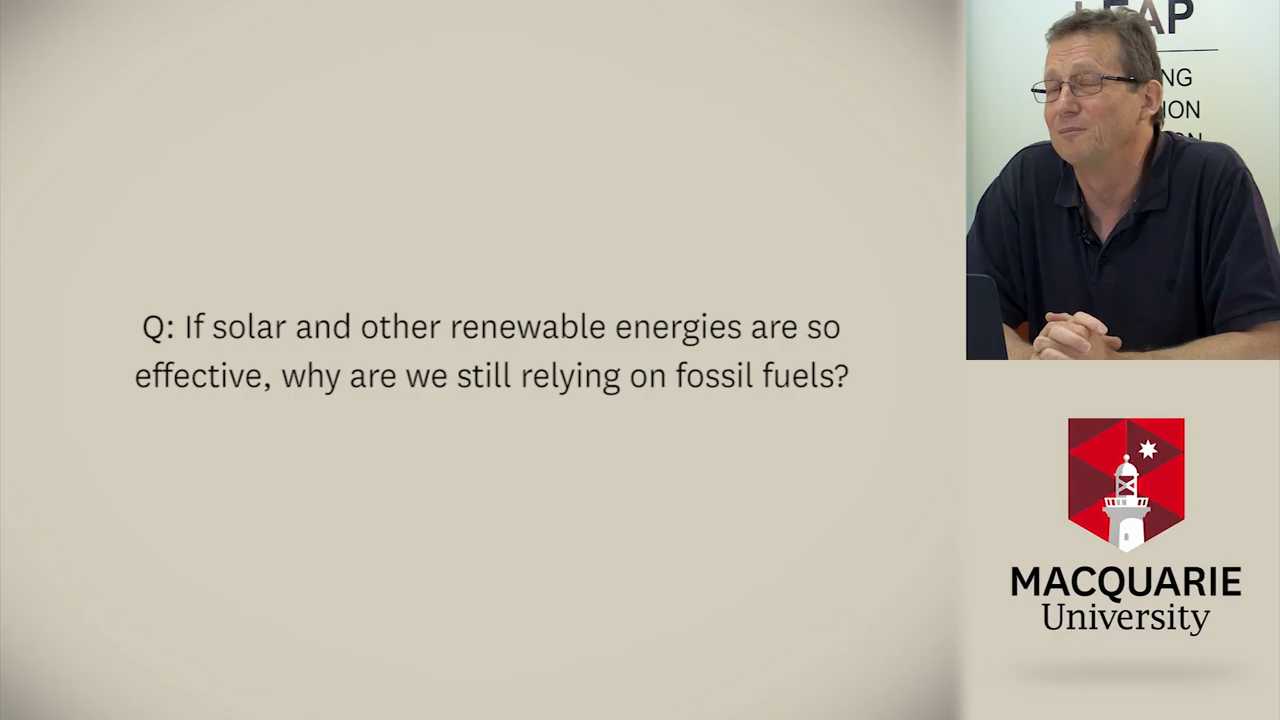 Q: If solar and other renewable energies are so
effective, why are we still relying on fossil fuels?
MACQUARIE
University